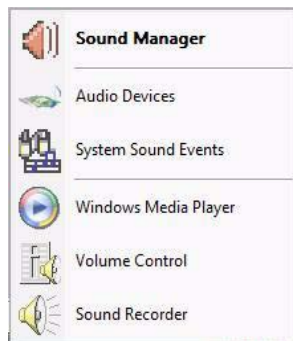 Sound Manager
Audio Devices
System Sound Events
Windows Media Player
Volume Control
Sound Recorder